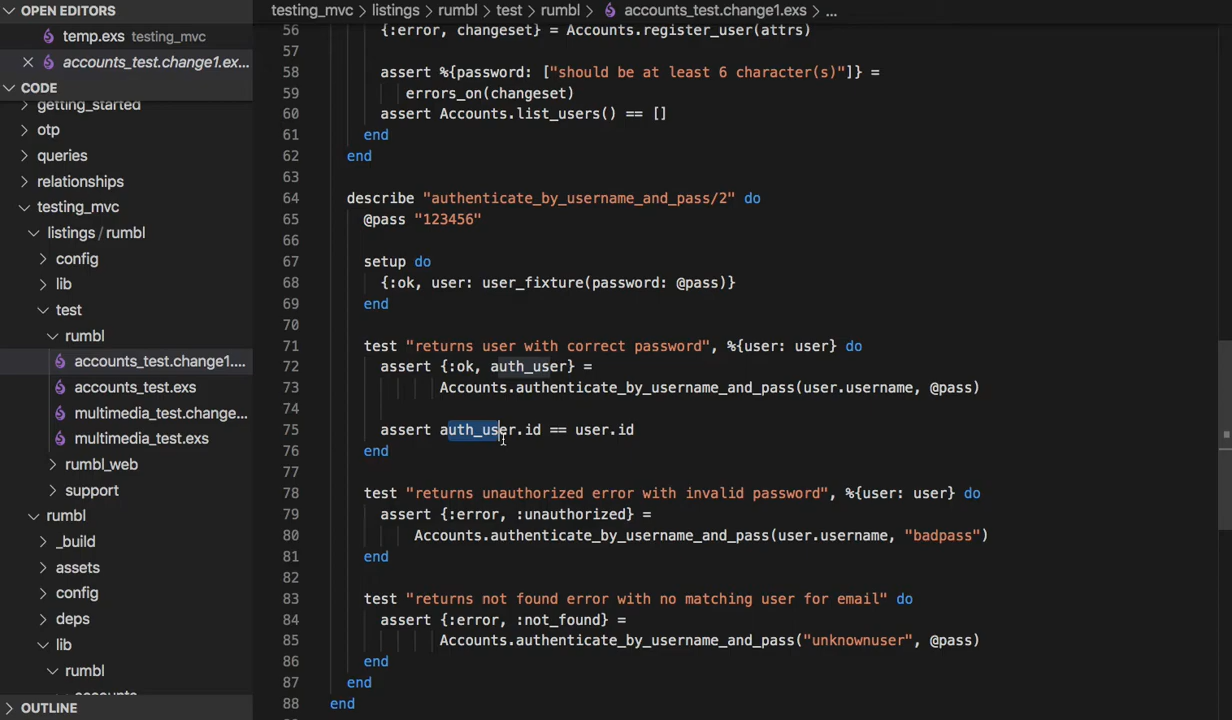 OPEN EDITORS
temp.exs testing_mvc
accounts_test.change1.ex...
CODE
getting_started
otp
queries
relationships
testing_mvc
listings / rumbl
config
lib
test
rumbl
accounts_test.change1....
accounts_test.exs
multimedia_test.change...
multimedia_test.exs
rumbl_web
support
rumbl
_build
assets
config
deps
lib
rumbl
accounts
OUTLINE
testing_mvc > listings > rumbl > test > rumbl > accounts_test.change1.exs > ...
56 {:error, changeset} = Accounts.register_user(attrs)
57
58 assert %{password: ["should be at least 6 character(s)"]} =
59 errors_on(changeset)
60 assert Accounts.list_users() == []
61 end
62 end
63
64 describe "authenticate_by_username_and_pass/2" do
65 @pass "123456"
66
67 setup do
68 {:ok, user: user_fixture(password: @pass)}
69 end
70
71 test "returns user with correct password", %{user: user} do
72 assert {:ok, auth_user} =
73 Accounts.authenticate_by_username_and_pass(user.username, @pass)
74
75 assert auth_user.id == user.id
76 end
77
78 test "returns unauthorized error with invalid password", %{user: user} do
79 assert {:error, :unauthorized} =
80 Accounts.authenticate_by_username_and_pass(user.username, "badpass")
81 end
82
83 test "returns not found error with no matching user for email" do
84 assert {:error, :not_found} =
85 Accounts.authenticate_by_username_and_pass("unknownuser", @pass)
86 end
87 end
88 end